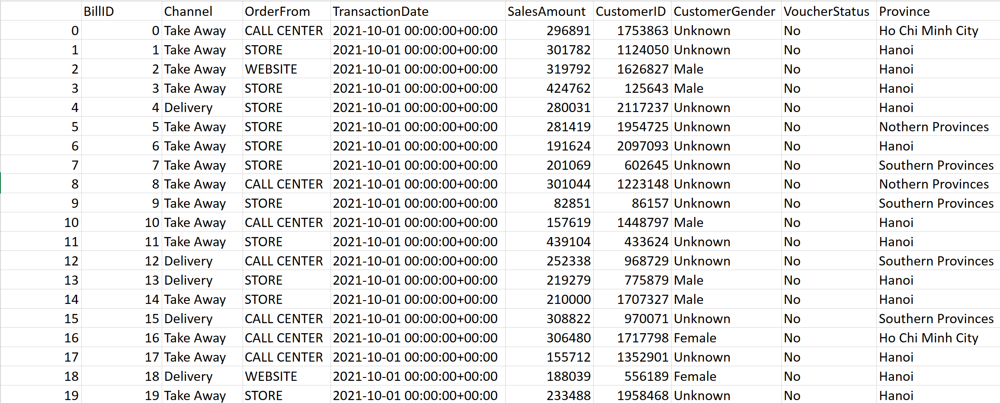 BillID Channel OrderFrom TransactionDate SalesAmount CustomerID CustomerGender VoucherStatus Province
0 0 Take Away CALL CENTER 2021-10-01 00:00:00+00:00 296891 1753863 Unknown No Ho Chi Minh City
1 1 Take Away STORE 2021-10-01 00:00:00+00:00 301782 1124050 Unknown No Hanoi
2 2 Take Away WEBSITE 2021-10-01 00:00:00+00:00 319792 1626827 Male No Hanoi
3 3 Take Away STORE 2021-10-01 00:00:00+00:00 424762 125643 Male No Hanoi
4 4 Delivery STORE 2021-10-01 00:00:00+00:00 280031 2117237 Unknown No Hanoi
5 5 Take Away STORE 2021-10-01 00:00:00+00:00 281419 1954725 Unknown No Nothern Provinces
6 6 Take Away STORE 2021-10-01 00:00:00+00:00 191624 2097093 Unknown No Hanoi
7 7 Take Away STORE 2021-10-01 00:00:00+00:00 201069 602645 Unknown No Southern Provinces
8 8 Take Away CALL CENTER 2021-10-01 00:00:00+00:00 301044 1223148 Unknown No Nothern Provinces
9 9 Take Away STORE 2021-10-01 00:00:00+00:00 82851 86157 Unknown No Southern Provinces
10 10 Take Away CALL CENTER 2021-10-01 00:00:00+00:00 157619 1448797 Male No Hanoi
11 11 Take Away STORE 2021-10-01 00:00:00+00:00 439104 433624 Unknown No Hanoi
12 12 Delivery CALL CENTER 2021-10-01 00:00:00+00:00 252338 968729 Unknown No Southern Provinces
13 13 Delivery STORE 2021-10-01 00:00:00+00:00 219279 775879 Male No Hanoi
14 14 Take Away STORE 2021-10-01 00:00:00+00:00 210000 1707327 Male No Hanoi
15 15 Delivery CALL CENTER 2021-10-01 00:00:00+00:00 308822 970071 Unknown No Southern Provinces
16 16 Take Away CALL CENTER 2021-10-01 00:00:00+00:00 306480 1717798 Female No Ho Chi Minh City
17 17 Take Away CALL CENTER 2021-10-01 00:00:00+00:00 155712 1352901 Unknown No Hanoi
18 18 Delivery WEBSITE 2021-10-01 00:00:00+00:00 188039 556189 Female No Hanoi
19 19 Take Away STORE 2021-10-01 00:00:00+00:00 233488 1958468 Unknown No Hanoi